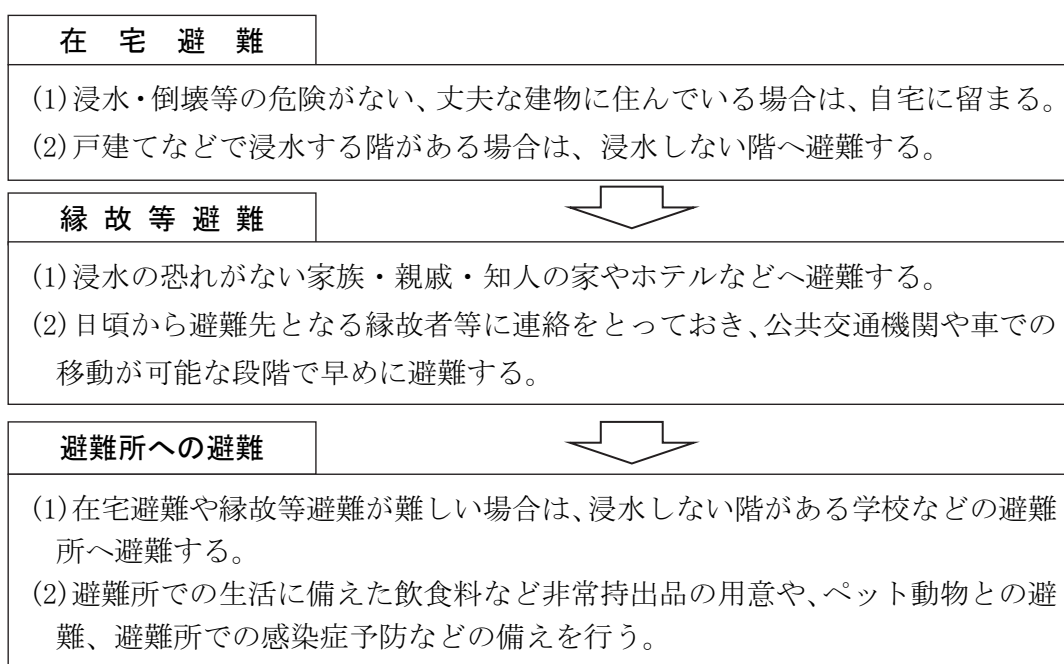 在宅避難
(1)浸水・倒壊等の危険がない、丈夫な建物に住んでいる場合は、自宅に留まる。
(2)戸建てなどで浸水する階がある場合は、浸水しない階へ避難する。
縁故等避難
(1)浸水の恐れがない家族・親戚・知人の家やホテルなどへ避難する。
(2)日頃から避難先となる縁故者等に連絡をとっておき、公共交通機関や車での
移動が可能な段階で早めに避難する。
避難所への避難
(1)在宅避難や縁故等避難が難しい場合は、浸水しない階がある学校などの避難
所へ避難する。
(2)避難所での生活に備えた飲食料など非常持出品の用意や、ペット動物との避
難、避難所での感染症予防などの備えを行う。